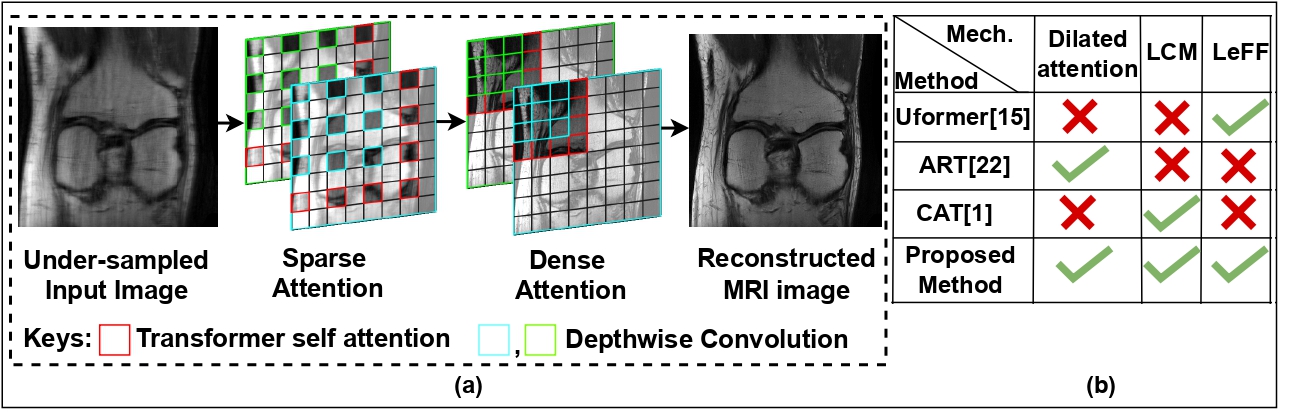 Under-sampled
Input Image
Sparse
Attention
Dense
Attention
Reconstructed
MRI image
Keys: Transformer self attention , Depthwise Convolution
(a)
Mech.
Method
Dilated
attention
LCM
LeFF
Uformer[15]
ART[22]
CAT[1]
Proposed
Method
(b)